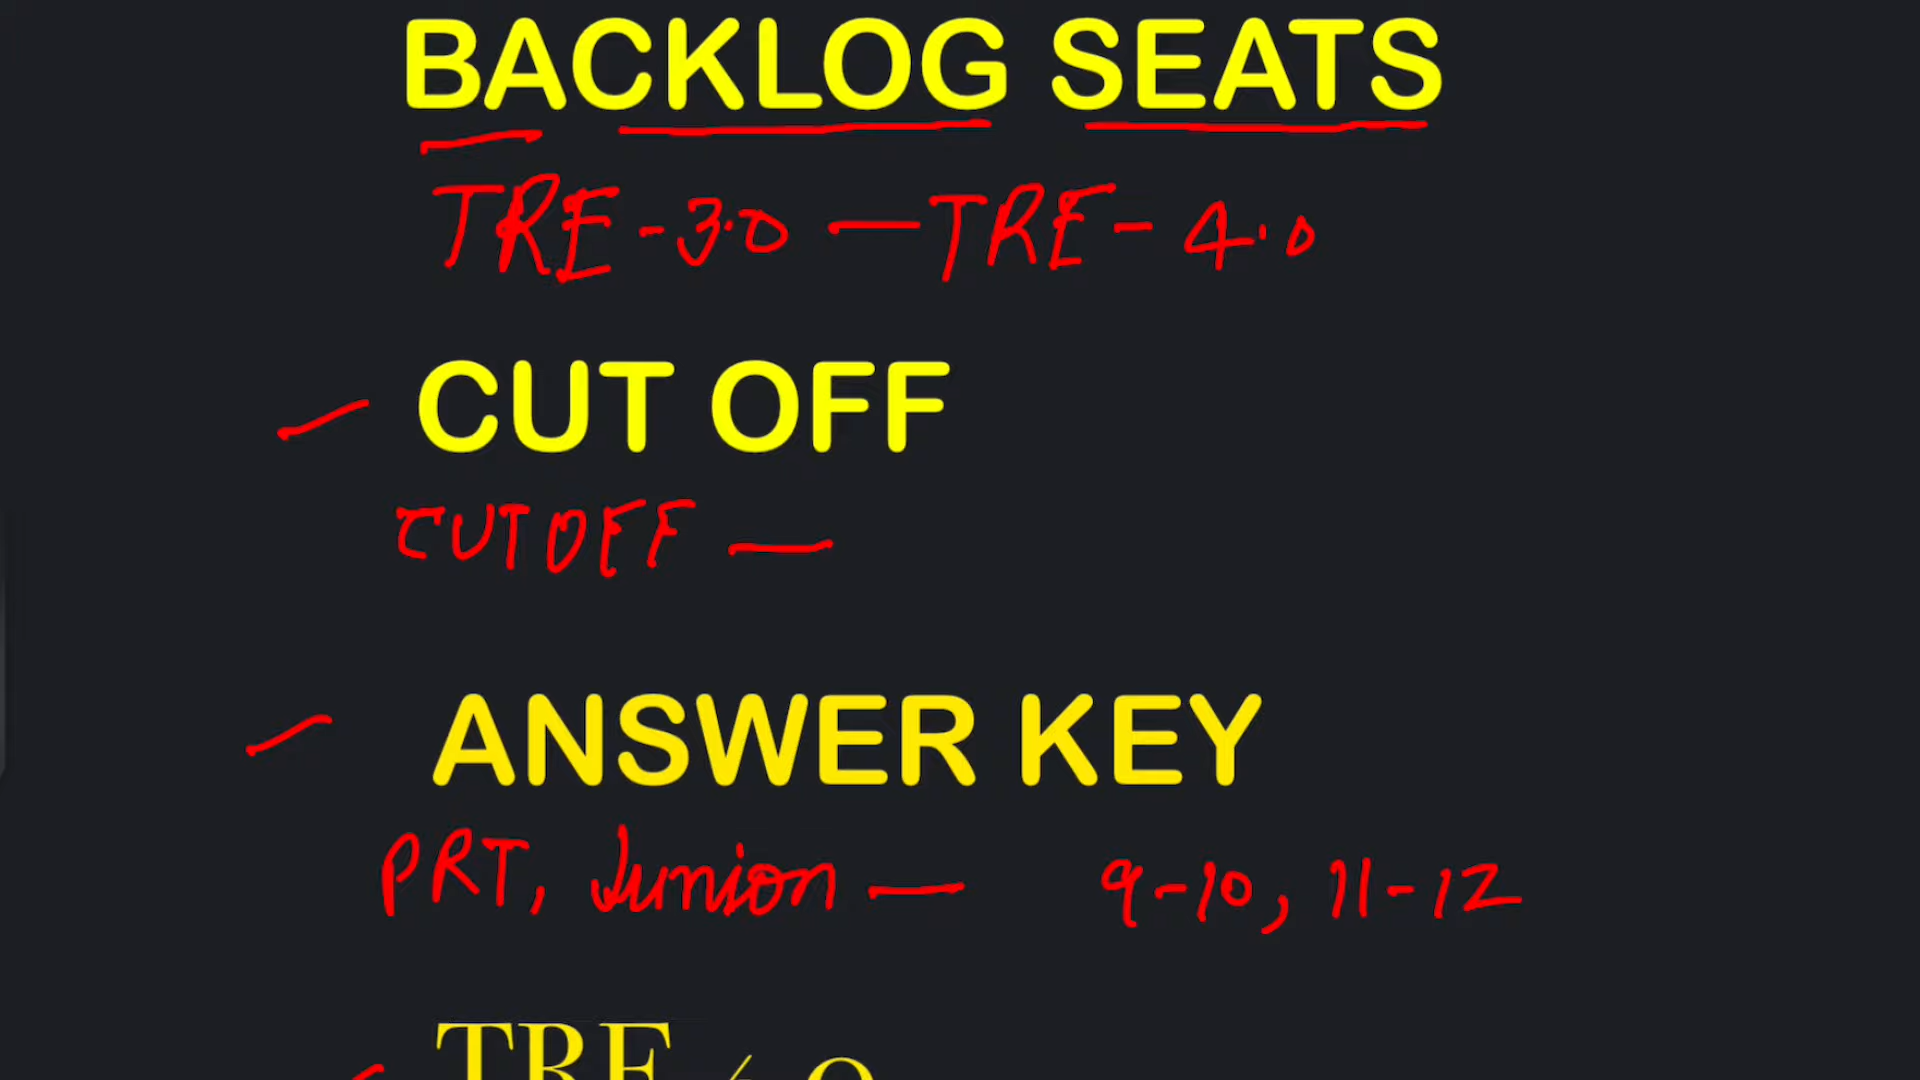 BACKLOG SEATS
TRE-3.0 — TRE-4.0
CUT OFF
CUTOFF —
ANSWER KEY
PRT, Junior — 9-10, 11-12
TRE